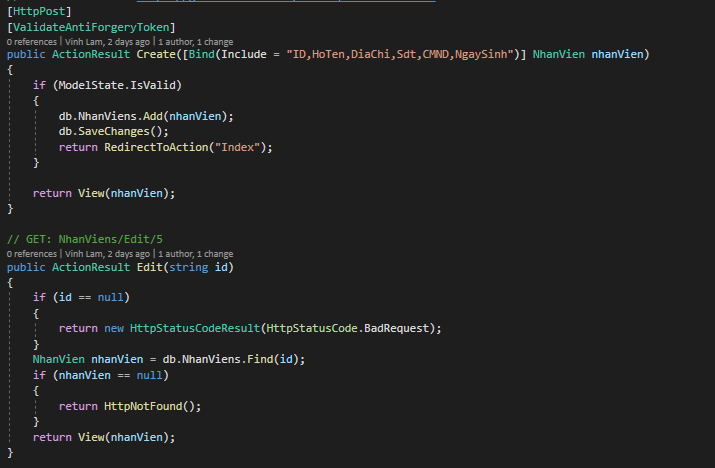 [HttpPost]
[ValidateAntiForgeryToken]
0 references | Vinh Lam, 2 days ago | 1 author, 1 change
public ActionResult Create([Bind(Include = "ID,HoTen,DiaChi,Sdt,CMND,NgaySinh")] NhanVien nhanVien)
{
if (ModelState.IsValid)
{
db.NhanViens.Add(nhanVien);
db.SaveChanges();
return RedirectToAction("Index");
}
return View(nhanVien);
}
// GET: NhanViens/Edit/5
0 references | Vinh Lam, 2 days ago | 1 author, 1 change
public ActionResult Edit(string id)
{
if (id == null)
{
return new HttpStatusCodeResult(HttpStatusCode.BadRequest);
}
NhanVien nhanVien = db.NhanViens.Find(id);
if (nhanVien == null)
{
return HttpNotFound();
}
return View(nhanVien);
}